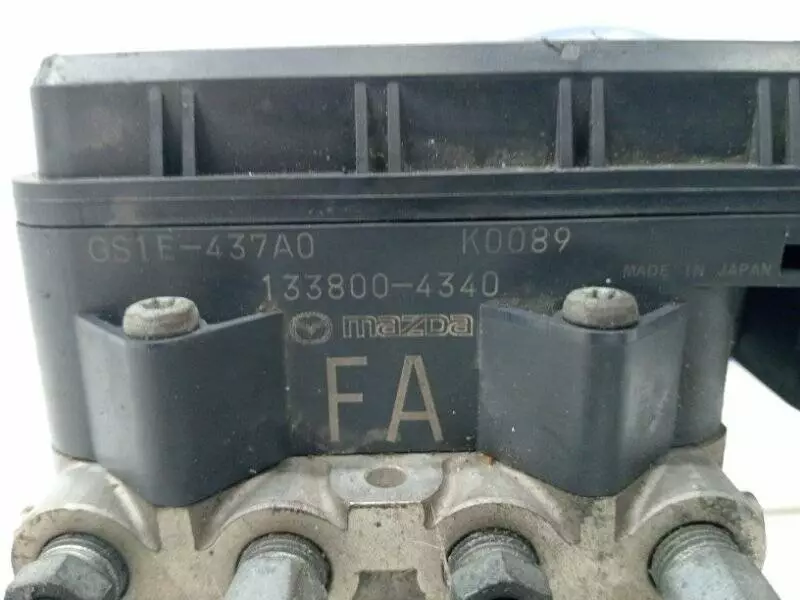 GS1E-437A0 K0089
133800-4340 MADE IN JAPAN
mazda
FA